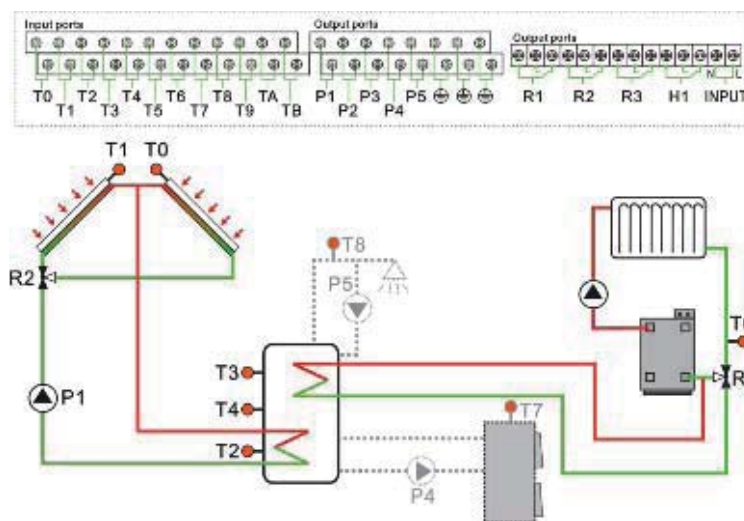 Input ports
Output ports
Output ports
T0 T2 T4 T6 T8 TA
T1 T3 T5 T7 T9 TB
P1 P3 P5
P2 P4
R1 R2 R3 H1 INPUT
N L
T1 T0
T8
R2
P5
T3
P1
T4
T7
T2
P4